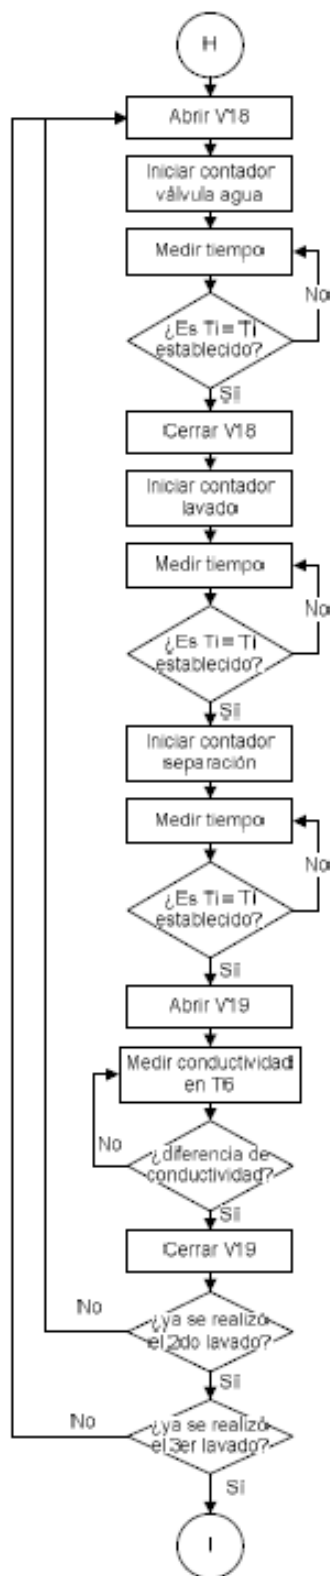 H
Abrir V18
Iniciar contador
válvula agua
Medir tiempo
No
¿Es Ti = Ti
establecido?
Sí
Cerrar V18
Iniciar contador
lavado
Medir tiempo
No
¿Es Ti = Ti
establecido?
Sí
Iniciar contador
separación
Medir tiempo
No
¿Es Ti = Ti
establecido?
Sí
Abrir V19
Medir conductividad
en T6
No
¿diferencia de
conductividad?
Sí
Cerrar V19
No
¿ya se realizó
el 2do lavado?
Sí
No
¿ya se realizó
el 3er lavado?
Sí
I